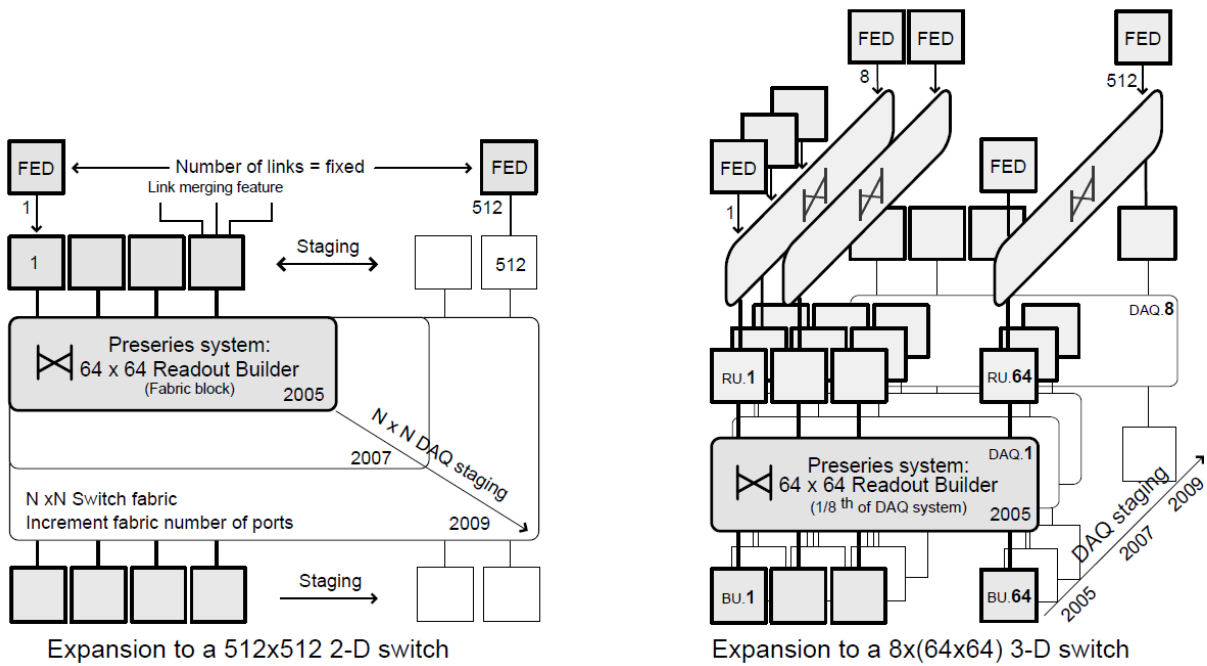 FED
Number of links = fixed
FED
Link merging feature
1
512
1
Staging
512
Preseries system:
64 x 64 Readout Builder
(Fabric block)
2005
N x N DAQ staging
2007
N xN Switch fabric
Increment fabric number of ports
2009
Staging
Expansion to a 512x512 2-D switch
FED
FED
FED
8
512
FED
FED
1
DAQ.8
RU.1
RU.64
DAQ.1
Preseries system:
64 x 64 Readout Builder
(1/8 th of DAQ system)
2005
DAQ staging
2009
2007
2005
BU.1
BU.64
Expansion to a 8x(64x64) 3-D switch